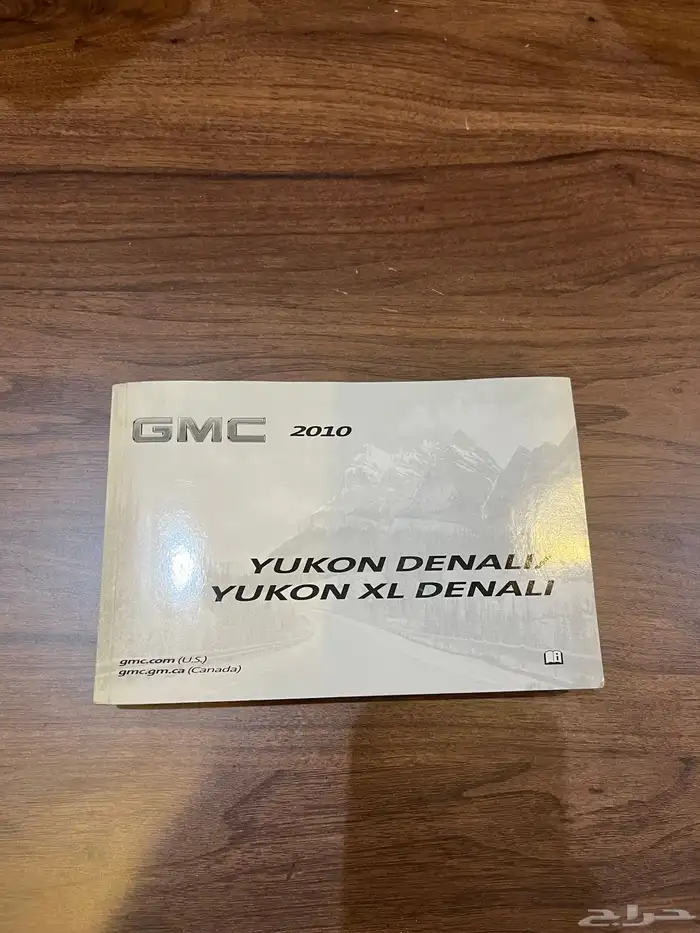 GMC 2010
YUKON DENALI/
YUKON XL DENALI
gmc.com (U.S.)
gmc.gm.ca (Canada)
حراج